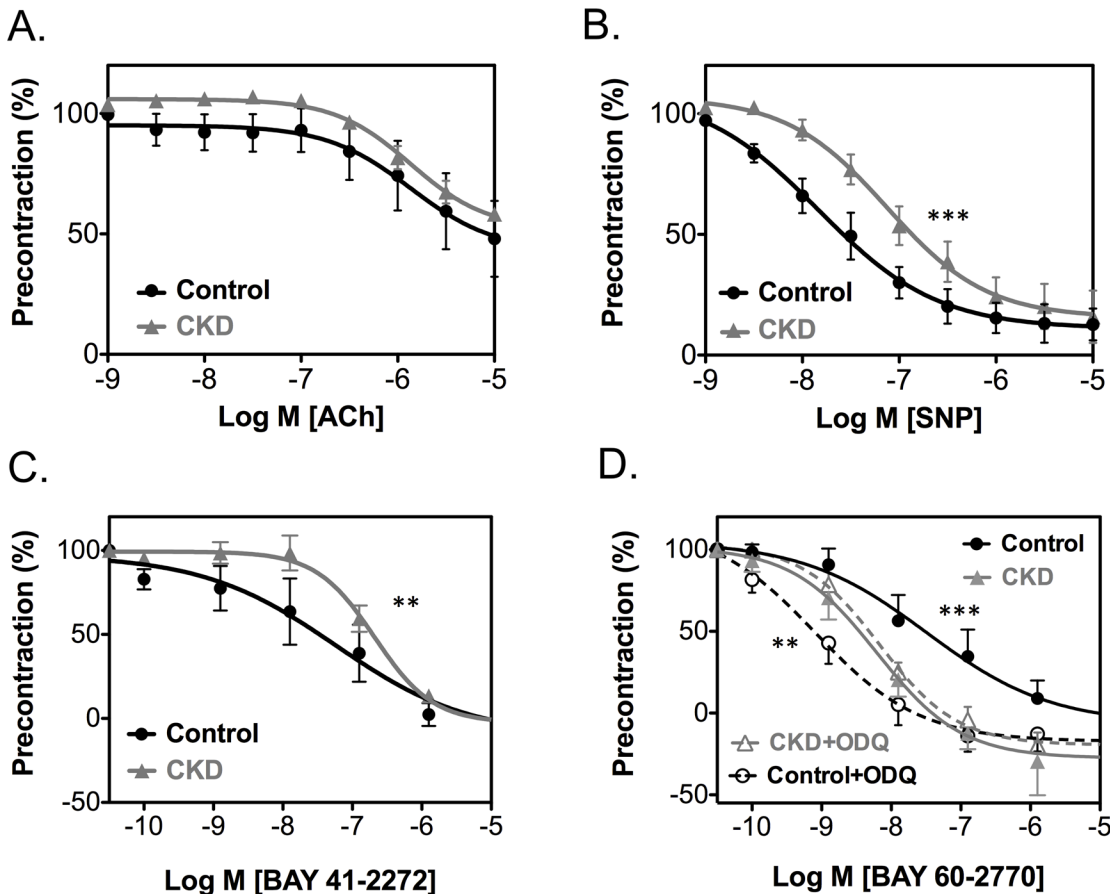 A.
Precontraction (%)
100
50
0
Control
CKD
-9 -8 -7 -6 -5
Log M [ACh]
B.
Precontraction (%)
100
50
0
***
Control
CKD
-9 -8 -7 -6 -5
Log M [SNP]
C.
Precontraction (%)
100
50
0
-50
**
Control
CKD
-10 -9 -8 -7 -6 -5
Log M [BAY 41-2272]
D.
Precontraction (%)
100
50
0
-50
Control
CKD
***
**
CKD+ODQ
Control+ODQ
-10 -9 -8 -7 -6 -5
Log M [BAY 60-2770]